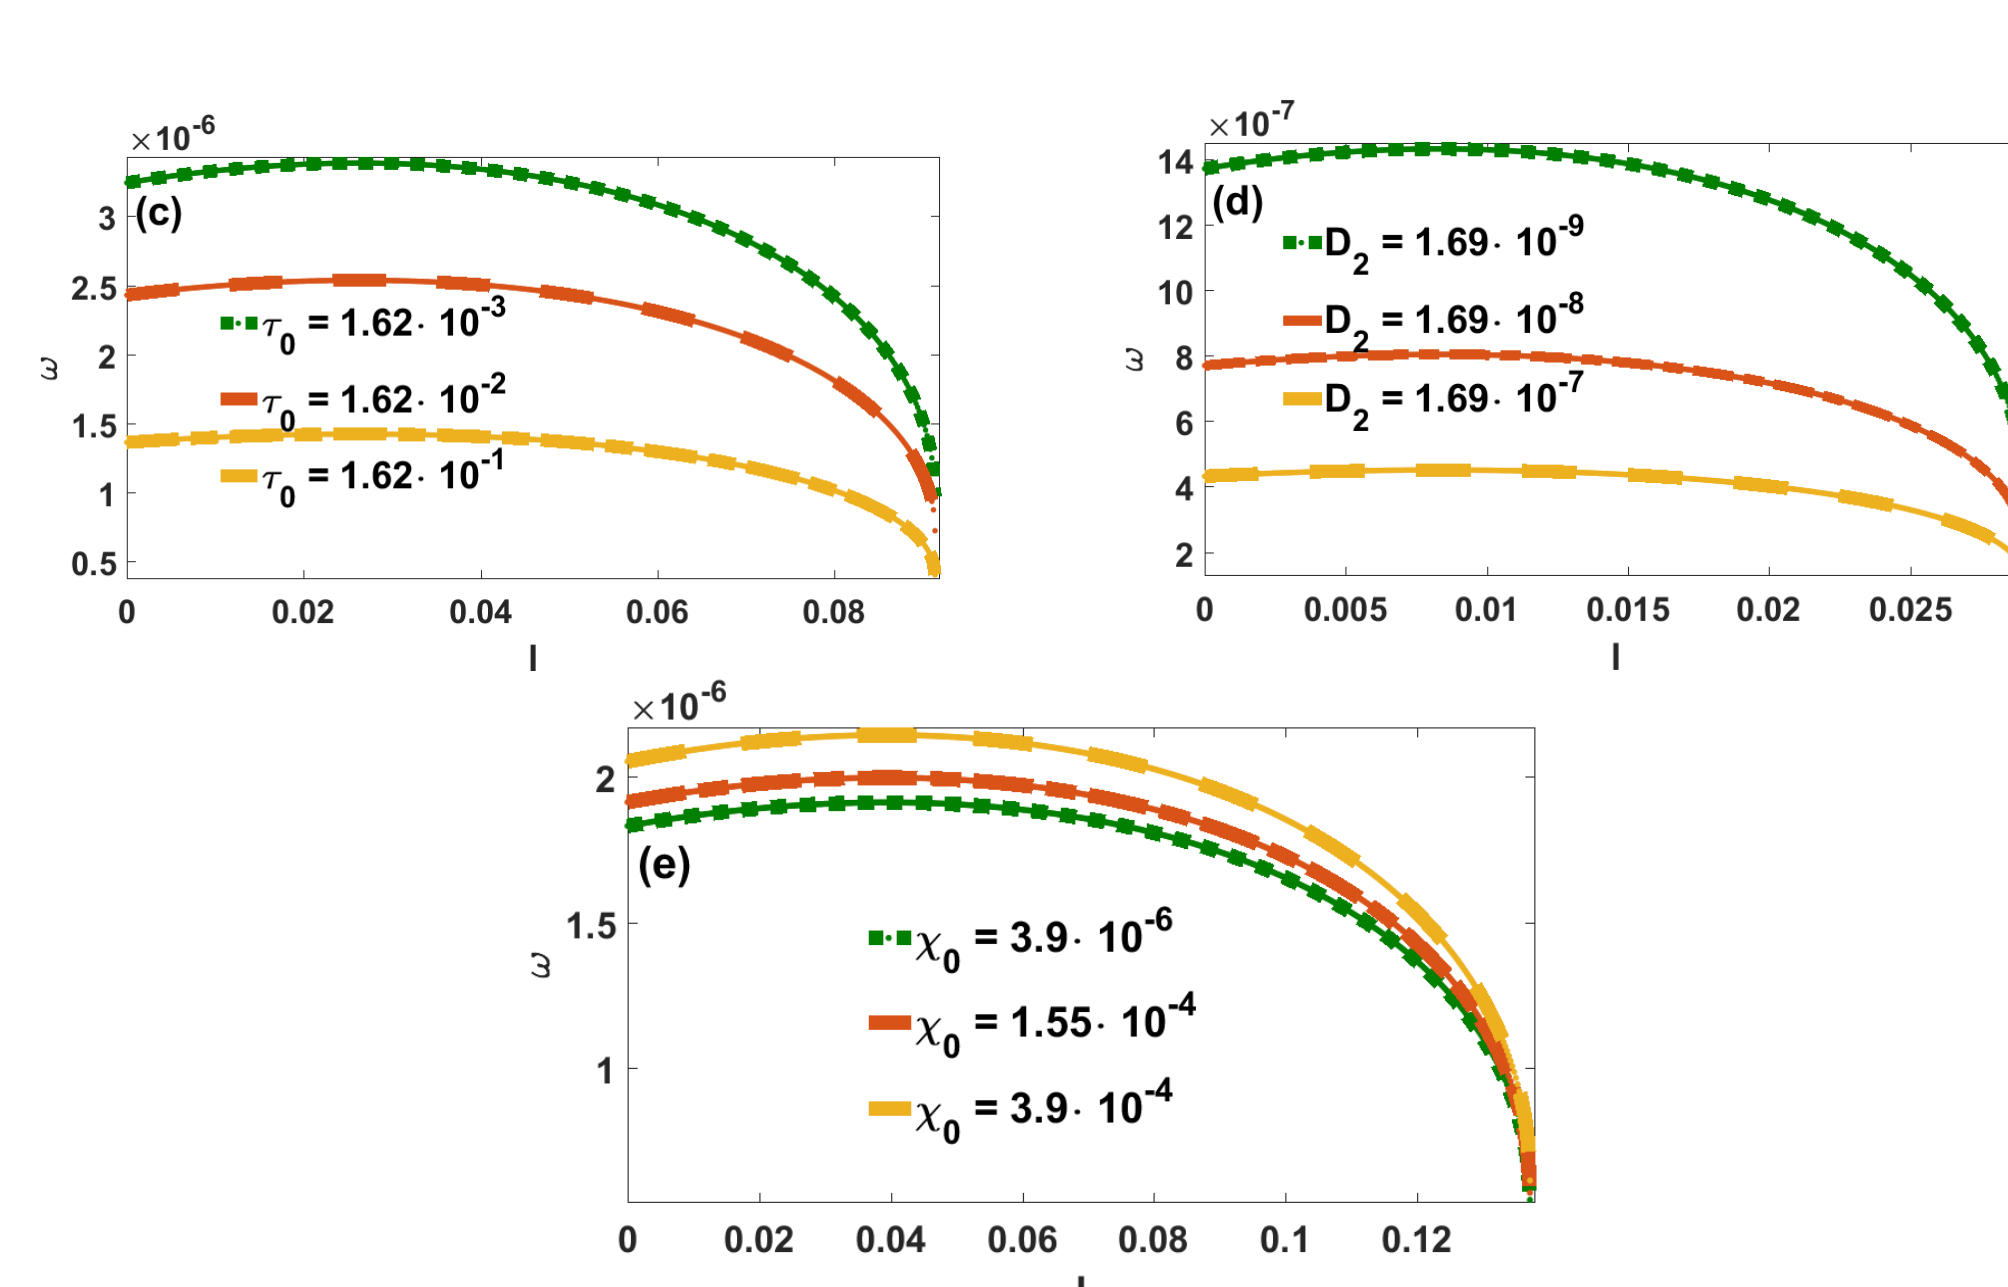 ×10⁻⁶
(c)
3
2.5
2
1.5
1
0.5
ω
τ₀ = 1.62· 10⁻³
τ₀ = 1.62· 10⁻²
τ₀ = 1.62· 10⁻¹
0 0.02 0.04 0.06 0.08
I
×10⁻⁷
(d)
14
12
10
8
6
4
2
ω
D₂ = 1.69· 10⁻⁹
D₂ = 1.69· 10⁻⁸
D₂ = 1.69· 10⁻⁷
0 0.005 0.01 0.015 0.02 0.025
I
×10⁻⁶
(e)
2
1.5
1
ω
χ₀ = 3.9· 10⁻⁶
χ₀ = 1.55· 10⁻⁴
χ₀ = 3.9· 10⁻⁴
0 0.02 0.04 0.06 0.08 0.1 0.12